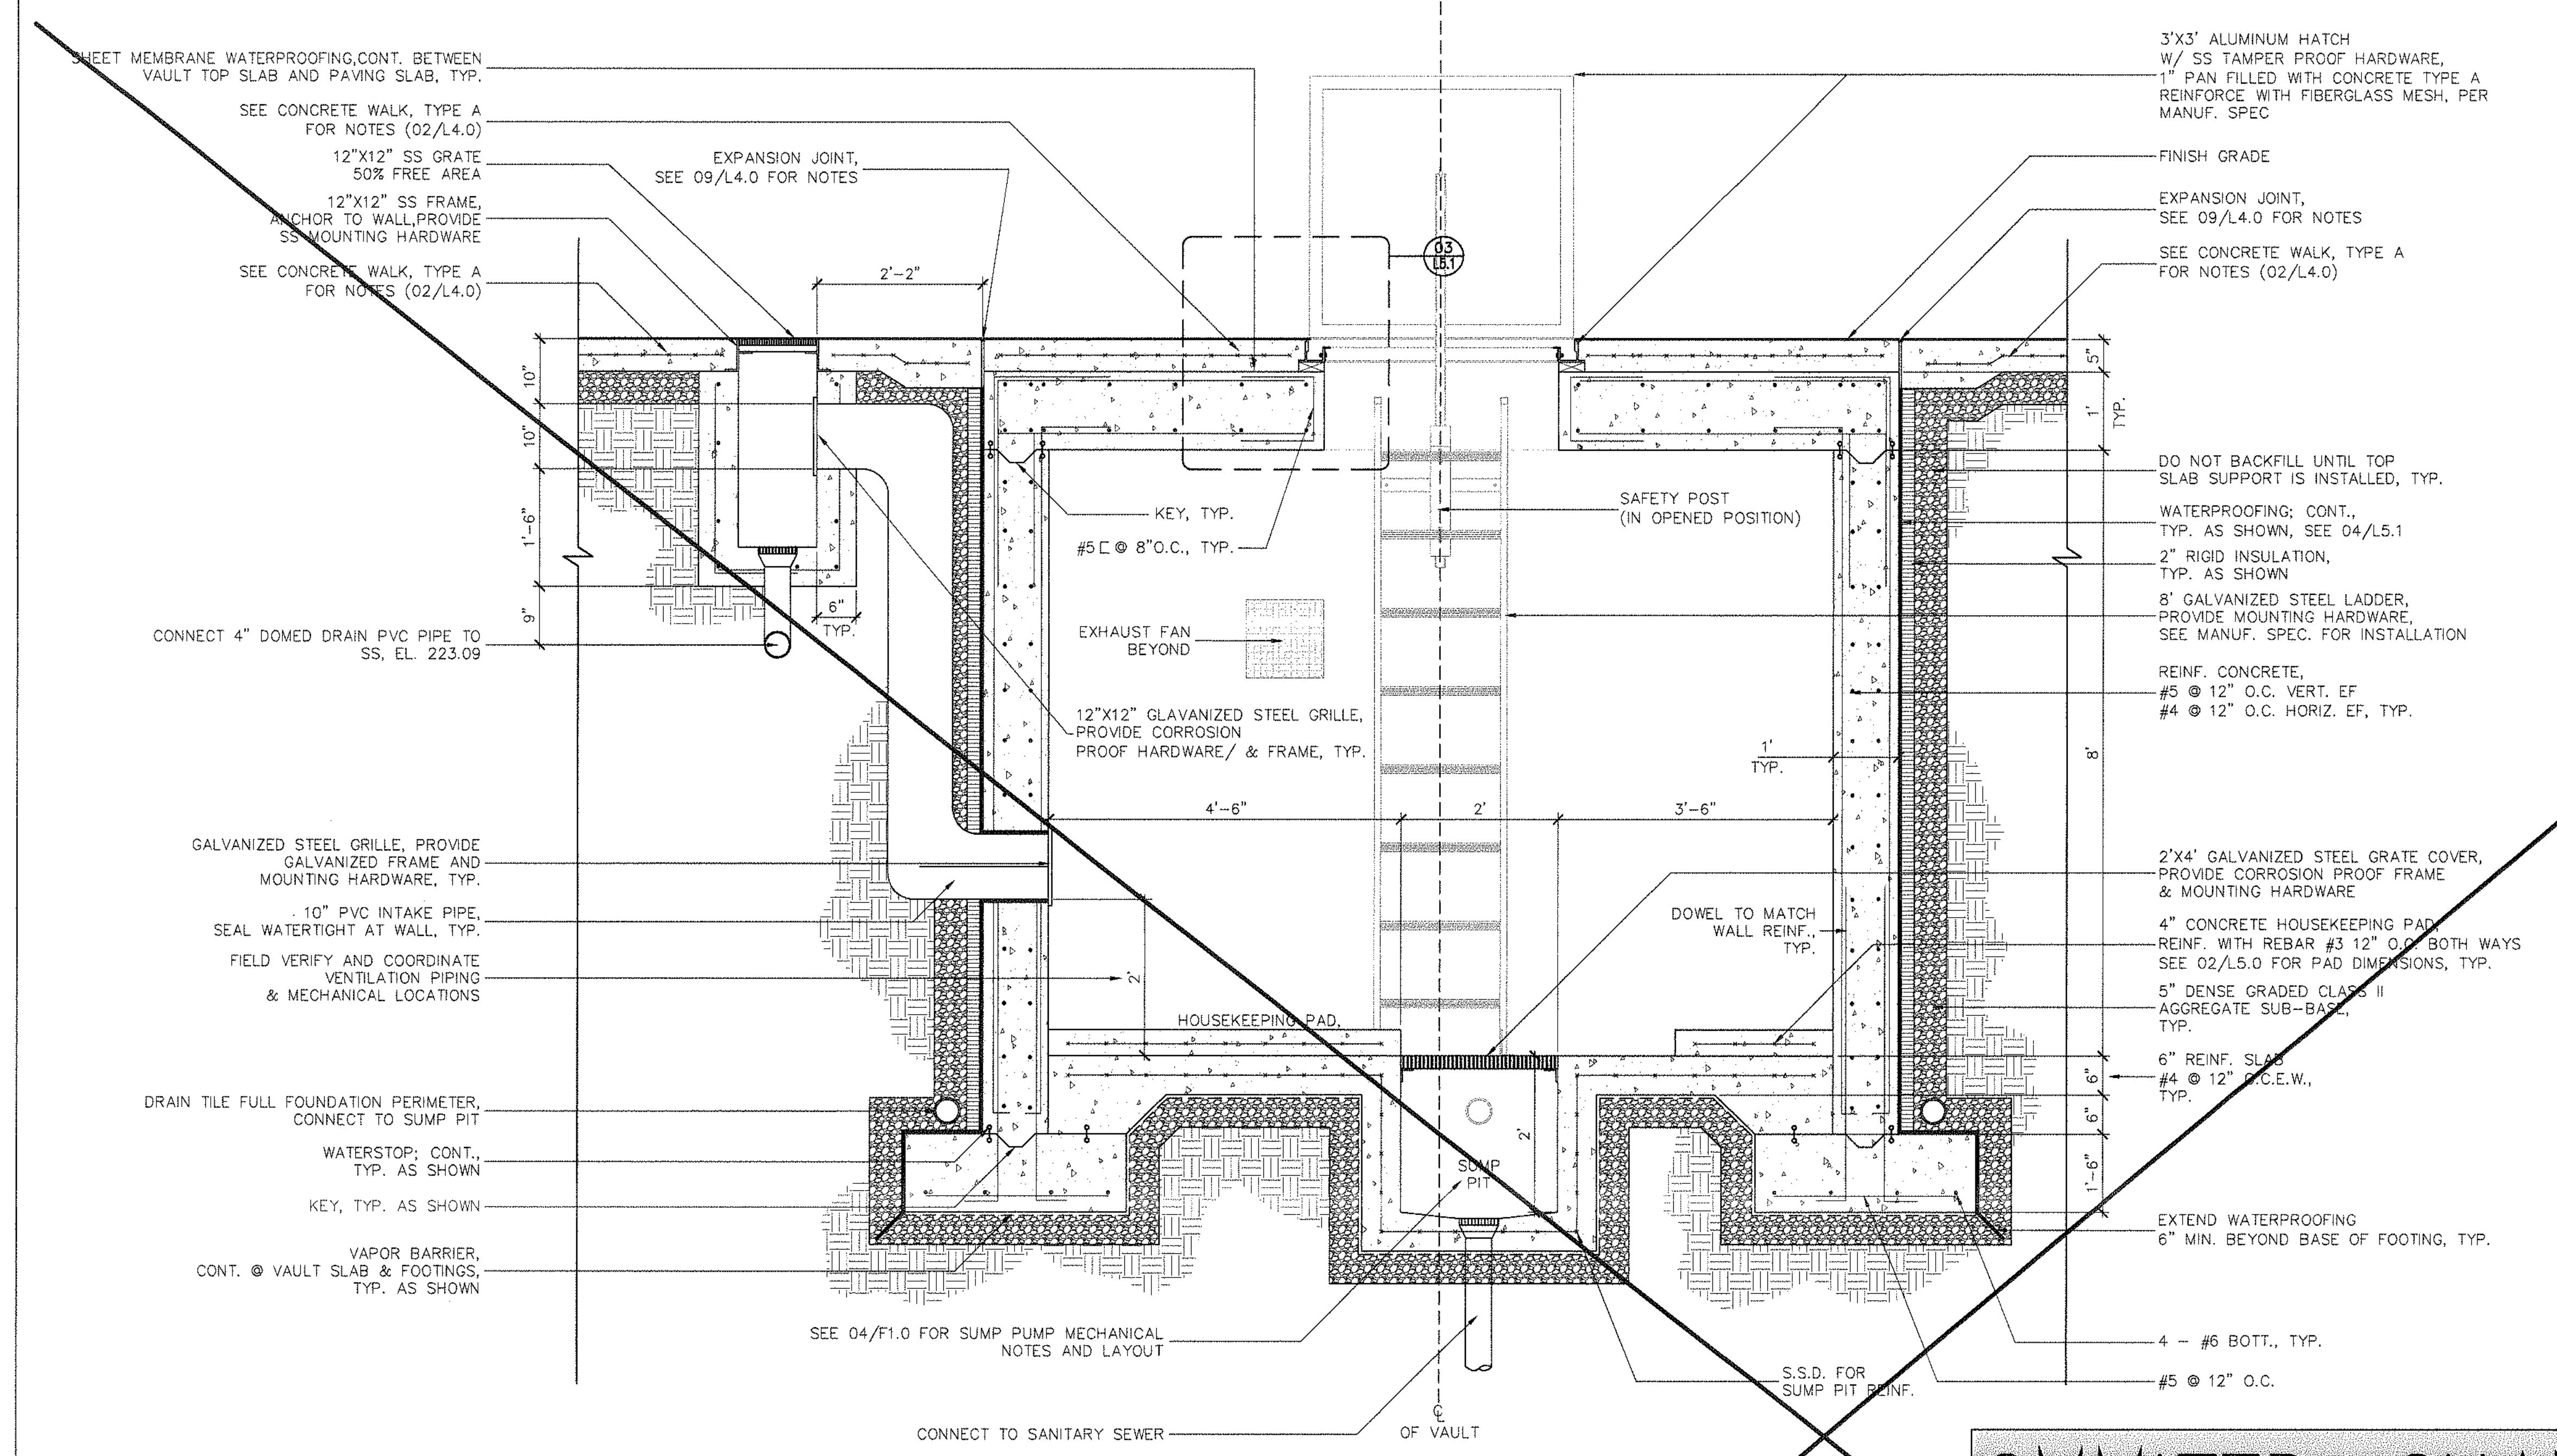 SHEET MEMBRANE WATERPROOFING,CONT. BETWEEN
VAULT TOP SLAB AND PAVING SLAB, TYP.
SEE CONCRETE WALK, TYPE A
FOR NOTES (02/L4.0)
12"X12" SS GRATE
50% FREE AREA
12"X12" SS FRAME,
ANCHOR TO WALL,PROVIDE
SS MOUNTING HARDWARE
SEE CONCRETE WALK, TYPE A
FOR NOTES (02/L4.0)
EXPANSION JOINT,
SEE 09/L4.0 FOR NOTES
2'-2"
03
L5.1
3'X3' ALUMINUM HATCH
W/ SS TAMPER PROOF HARDWARE,
1" PAN FILLED WITH CONCRETE TYPE A
REINFORCE WITH FIBERGLASS MESH, PER
MANUF. SPEC
FINISH GRADE
EXPANSION JOINT,
SEE 09/L4.0 FOR NOTES
SEE CONCRETE WALK, TYPE A
FOR NOTES (02/L4.0)
10"
10"
1'-6"
9"
6"
TYP.
5"
1'
TYP.
KEY, TYP.
#5 ⊏ @ 8"O.C., TYP.
SAFETY POST
(IN OPENED POSITION)
EXHAUST FAN
BEYOND
12"X12" GLAVANIZED STEEL GRILLE,
PROVIDE CORROSION
PROOF HARDWARE/ & FRAME, TYP.
1'
TYP.
4'-6"
2'
3'-6"
8'
DO NOT BACKFILL UNTIL TOP
SLAB SUPPORT IS INSTALLED, TYP.
WATERPROOFING; CONT.,
TYP. AS SHOWN, SEE 04/L5.1
2" RIGID INSULATION,
TYP. AS SHOWN
8' GALVANIZED STEEL LADDER,
PROVIDE MOUNTING HARDWARE,
SEE MANUF. SPEC. FOR INSTALLATION
REINF. CONCRETE,
#5 @ 12" O.C. VERT. EF
#4 @ 12" O.C. HORIZ. EF, TYP.
CONNECT 4" DOMED DRAIN PVC PIPE TO
SS, EL. 223.09
GALVANIZED STEEL GRILLE, PROVIDE
GALVANIZED FRAME AND
MOUNTING HARDWARE, TYP.
10" PVC INTAKE PIPE,
SEAL WATERTIGHT AT WALL, TYP.
FIELD VERIFY AND COORDINATE
VENTILATION PIPING
& MECHANICAL LOCATIONS
2'
HOUSEKEEPING PAD,
DOWEL TO MATCH
WALL REINF.,
TYP.
2'X4' GALVANIZED STEEL GRATE COVER,
PROVIDE CORROSION PROOF FRAME
& MOUNTING HARDWARE
4" CONCRETE HOUSEKEEPING PAD,
REINF. WITH REBAR #3 12" O.C. BOTH WAYS
SEE 02/L5.0 FOR PAD DIMENSIONS, TYP.
5" DENSE GRADED CLASS II
AGGREGATE SUB-BASE,
TYP.
6" REINF. SLAB
#4 @ 12" O.C.E.W.,
TYP.
6"
6"
1'-6"
DRAIN TILE FULL FOUNDATION PERIMETER,
CONNECT TO SUMP PIT
WATERSTOP; CONT.,
TYP. AS SHOWN
KEY, TYP. AS SHOWN
VAPOR BARRIER,
CONT. @ VAULT SLAB & FOOTINGS,
TYP. AS SHOWN
2'
SUMP
PIT
EXTEND WATERPROOFING
6" MIN. BEYOND BASE OF FOOTING, TYP.
SEE 04/F1.0 FOR SUMP PUMP MECHANICAL
NOTES AND LAYOUT
4 - #6 BOTT., TYP.
S.S.D. FOR
SUMP PIT REINF.
#5 @ 12" O.C.
CONNECT TO SANITARY SEWER
℄
OF VAULT